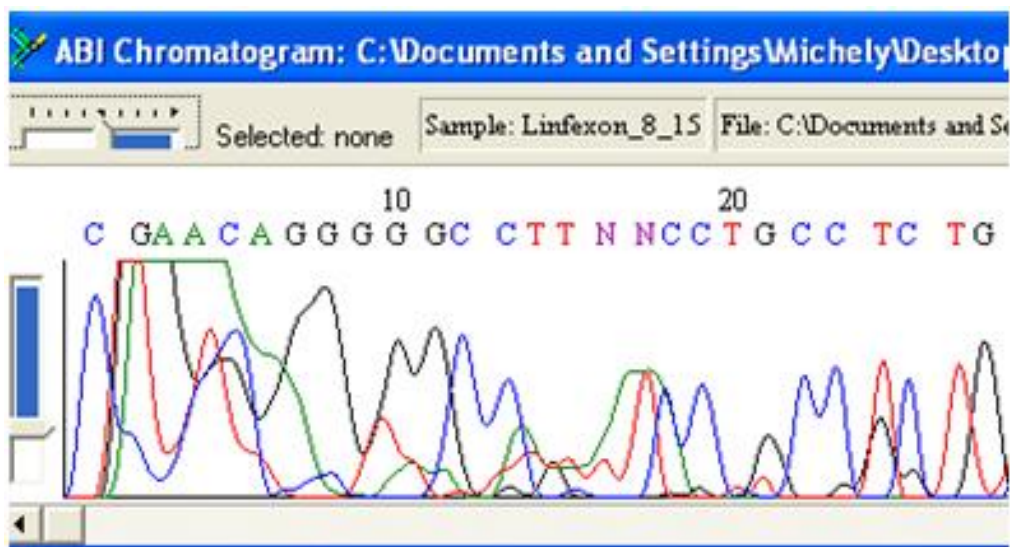 ABI Chromatogram: C:\Documents and Settings\Michely\Deskto
Selected: none
Sample: Linfexon_8_15
File: C:\Documents and Se
10 20
C GAACAGGGGGC CTTNNCCTGCC TC TG